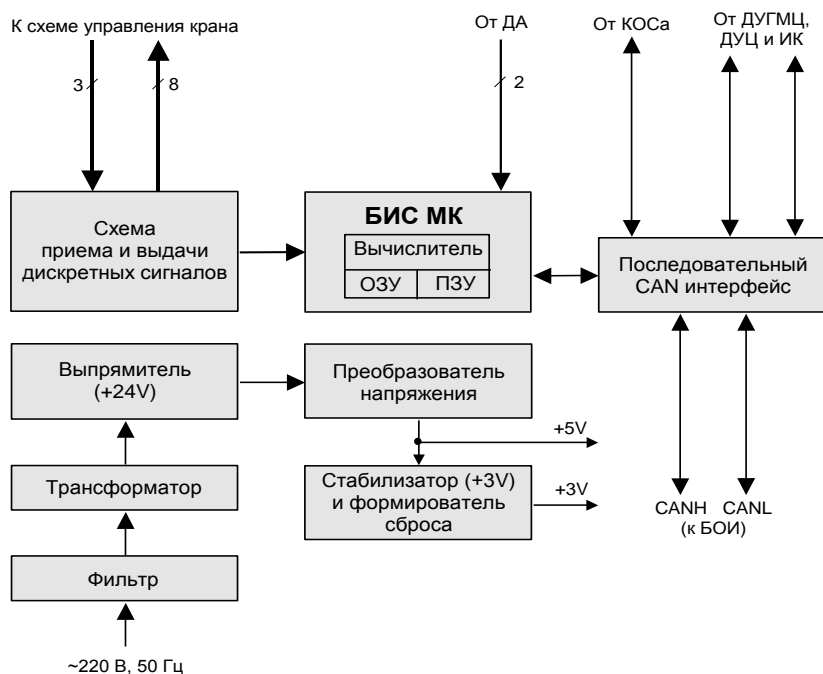 К схеме управления крана
От ДА
От КОСа
От ДУГМЦ,
ДУЦ и ИК
3
8
2
Схема
приема и выдачи
дискретных сигналов
БИС МК
Вычислитель
ОЗУ
ПЗУ
Последовательный
CAN интерфейс
Выпрямитель
(+24V)
Преобразователь
напряжения
+5V
Трансформатор
Стабилизатор (+3V)
и формирователь
сброса
+3V
CANH
CANL
(к БОИ)
Фильтр
~220 В, 50 Гц